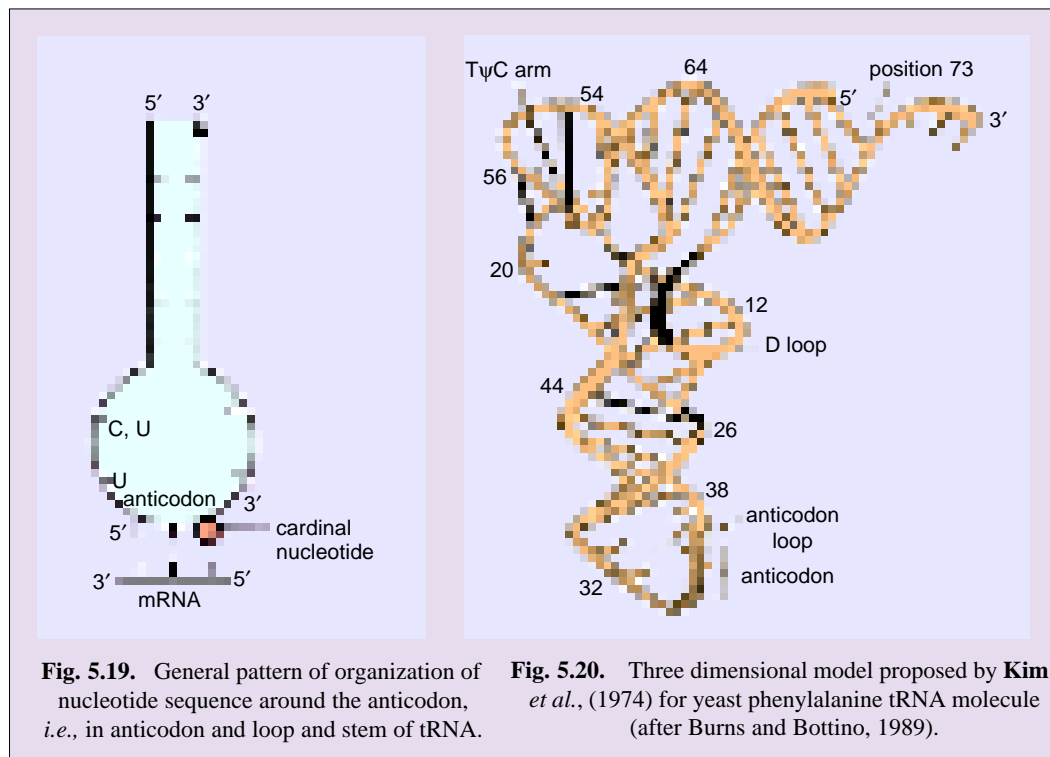 5′ 3′
C, U
U
anticodon
3′
5′
cardinal
nucleotide
3′ 5′
mRNA
TψC arm
64
position 73
54
5′
3′
56
20
12
D loop
44
26
38
anticodon
loop
anticodon
32
Fig. 5.19. General pattern of organization of
nucleotide sequence around the anticodon,
i.e., in anticodon and loop and stem of tRNA.
Fig. 5.20. Three dimensional model proposed by Kim
et al., (1974) for yeast phenylalanine tRNA molecule
(after Burns and Bottino, 1989).